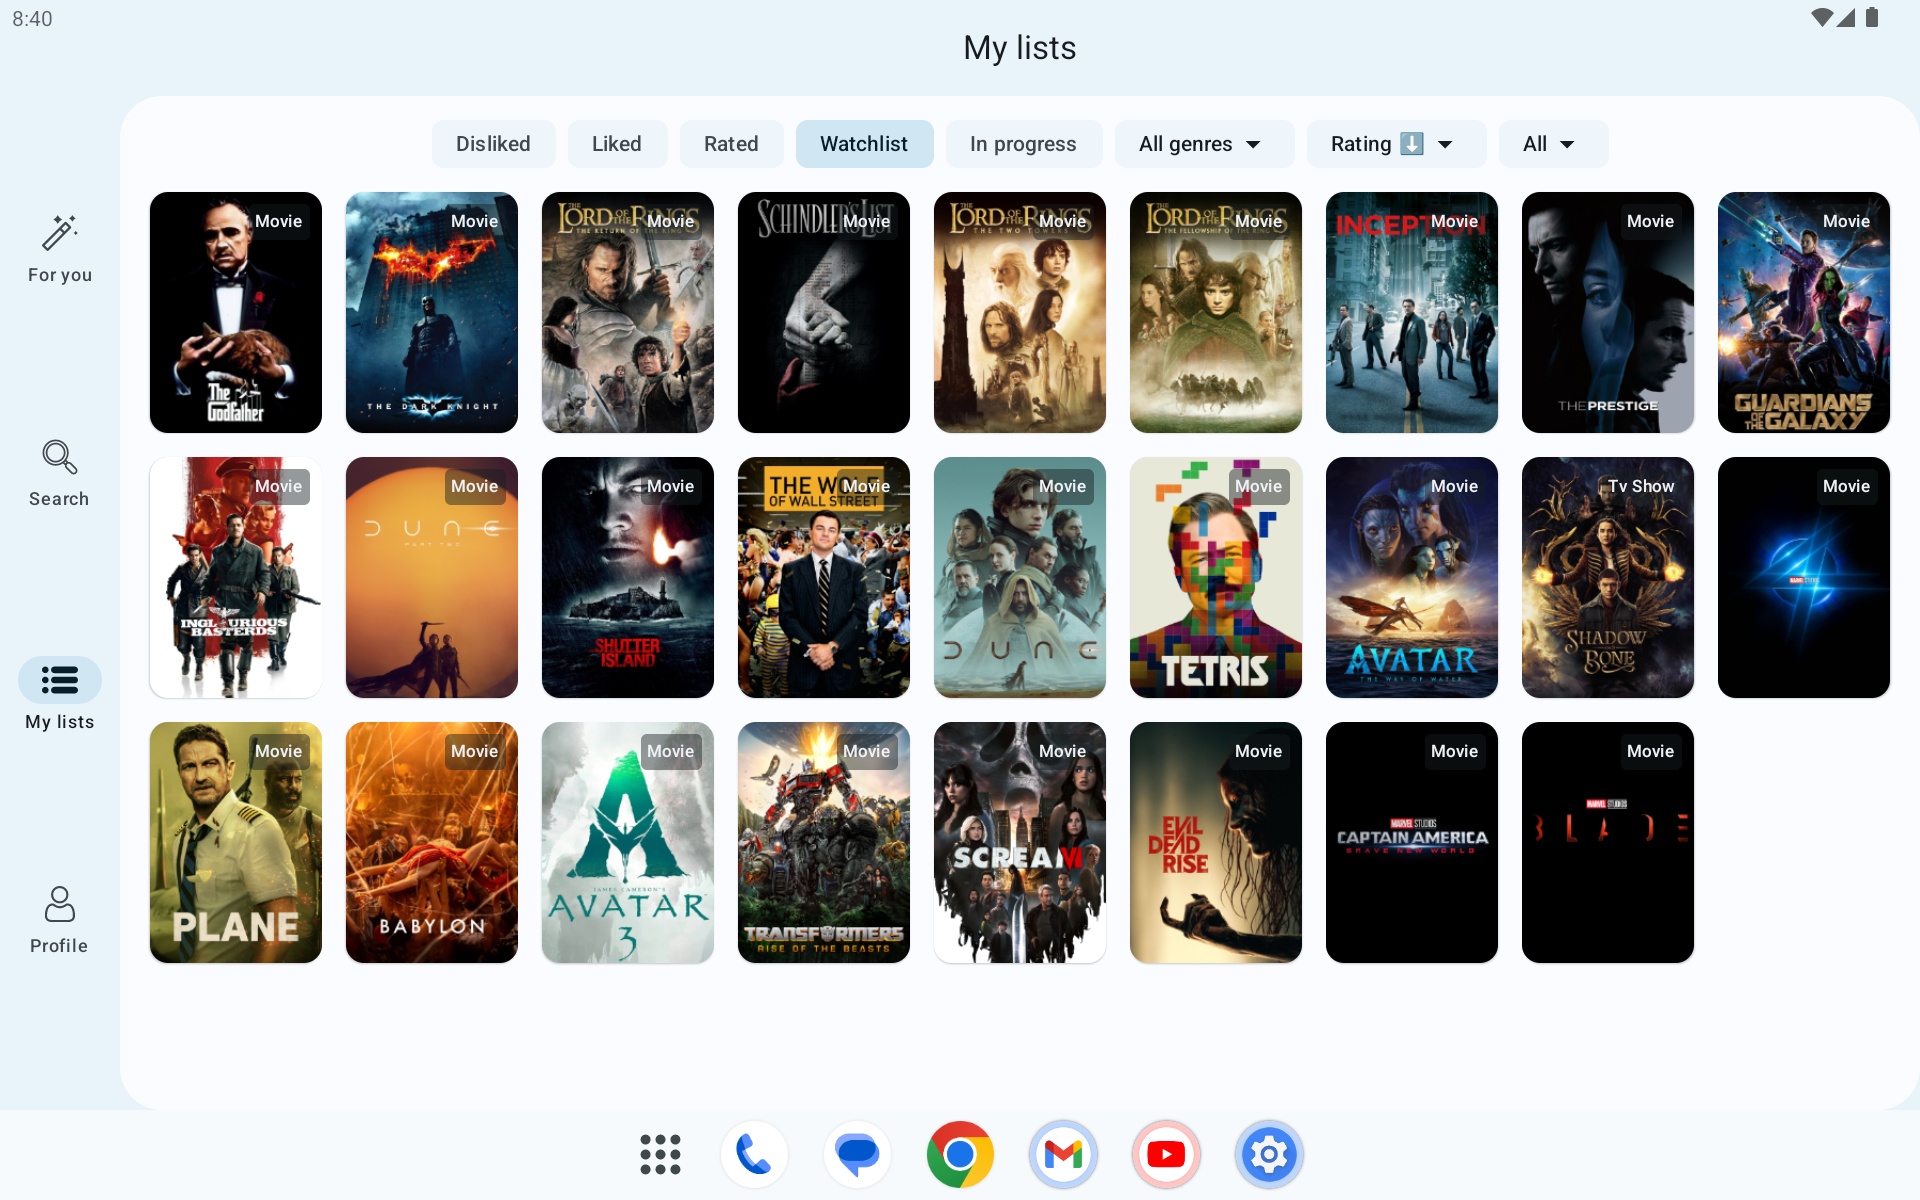 8:40
My lists
Disliked
Liked
Rated
Watchlist
In progress
All genres
Rating
All
For you
Search
My lists
Profile
Movie
The Godfather
Movie
THE DARK KNIGHT
Movie
THE LORD OF THE RINGS
THE RETURN OF THE KING
Movie
SCHINDLER'S LIST
Movie
THE LORD OF THE RINGS
THE TWO TOWERS
Movie
THE LORD OF THE RINGS
THE FELLOWSHIP OF THE RING
Movie
INCEPTION
Movie
THE PRESTIGE
Movie
GUARDIANS
OF THE GALAXY
Movie
INGLOURIOUS
BASTERDS
Movie
DUNE
PART TWO
Movie
SHUTTER
ISLAND
Movie
THE WOLF
OF WALL STREET
Movie
DUNE
Movie
TETRIS
Movie
AVATAR
THE WAY OF WATER
Tv Show
SHADOW
AND
BONE
Movie
MARVEL STUDIOS
4
Movie
PLANE
Movie
BABYLON
Movie
JAMES CAMERON'S
AVATAR
3
Movie
TRANSFORMERS
RISE OF THE BEASTS
Movie
SCREAM VI
Movie
EVIL
DEAD
RISE
Movie
MARVEL STUDIOS
CAPTAIN AMERICA
BRAVE NEW WORLD
Movie
MARVEL STUDIOS
BLADE